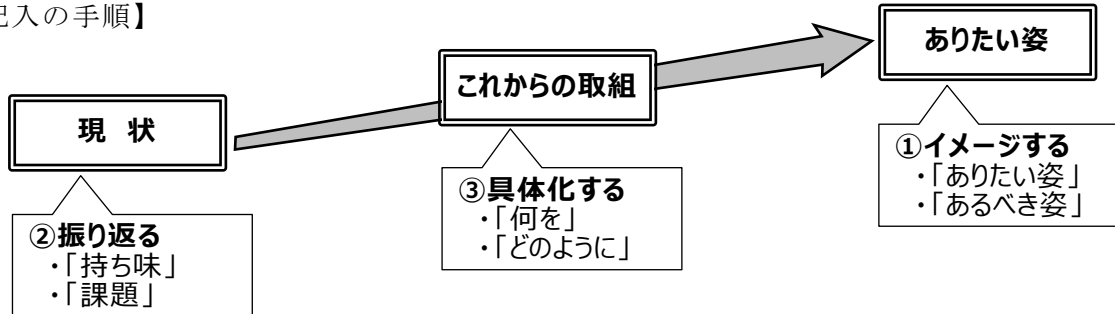 記入の手順】
ありたい姿
これからの取組
現 状
①イメージする
・「ありたい姿」
・「あるべき姿」
③具体化する
・「何を」
・「どのように」
②振り返る
・「持ち味」
・「課題」